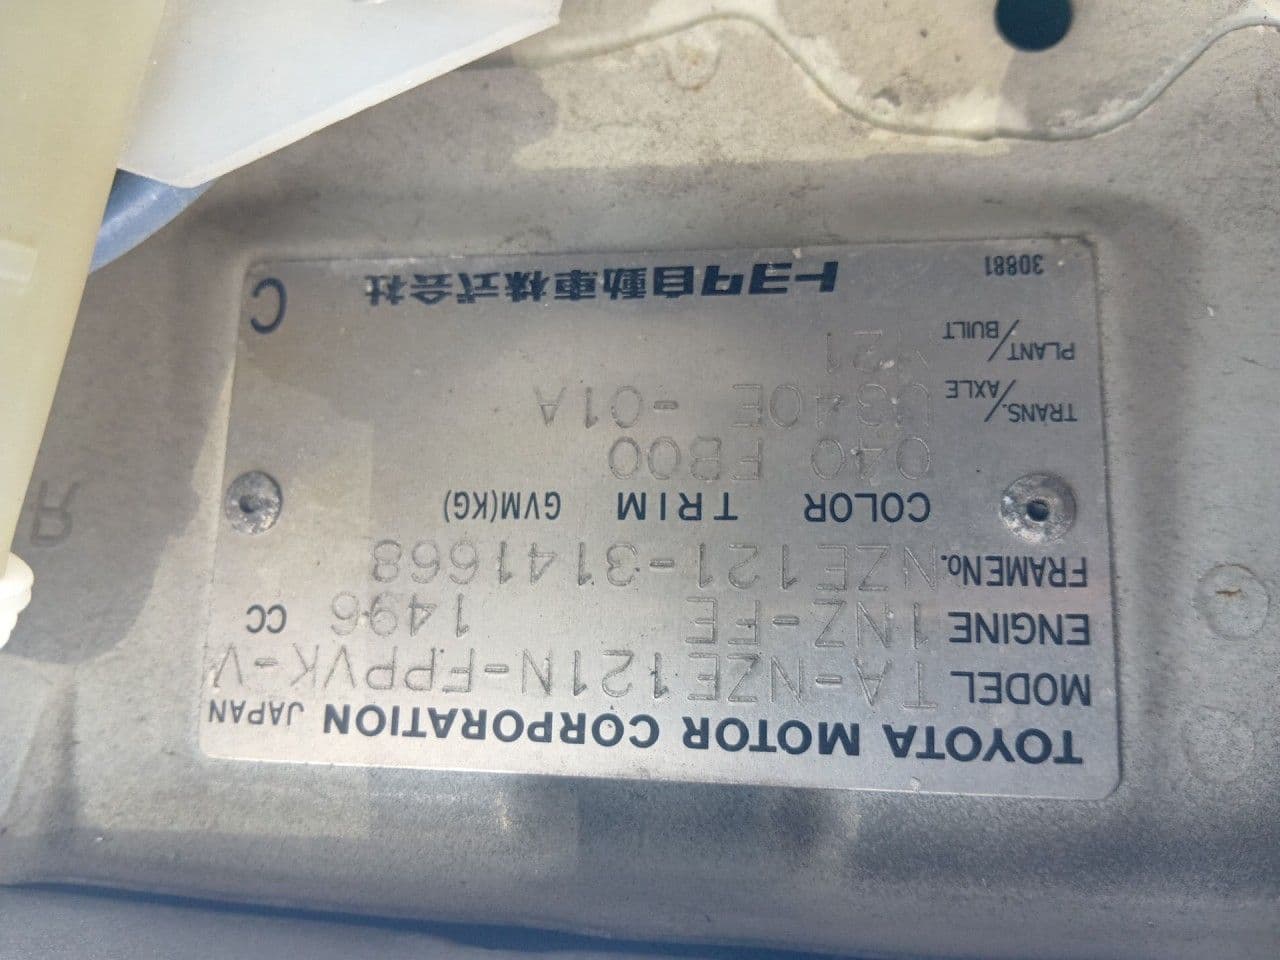 TOYOTA MOTOR CORPORATION JAPAN
MODEL TA-NZE121N-FPPVK-V
ENGINE 1NZ-FE 1496 CC
FRAME No. NZE121-3141668
COLOR TRIM GVM(KG)
040 FB00
TRANS./AXLE U340E -01A
PLANT/BUILT
30881 トヨタ自動車株式会社 C
R